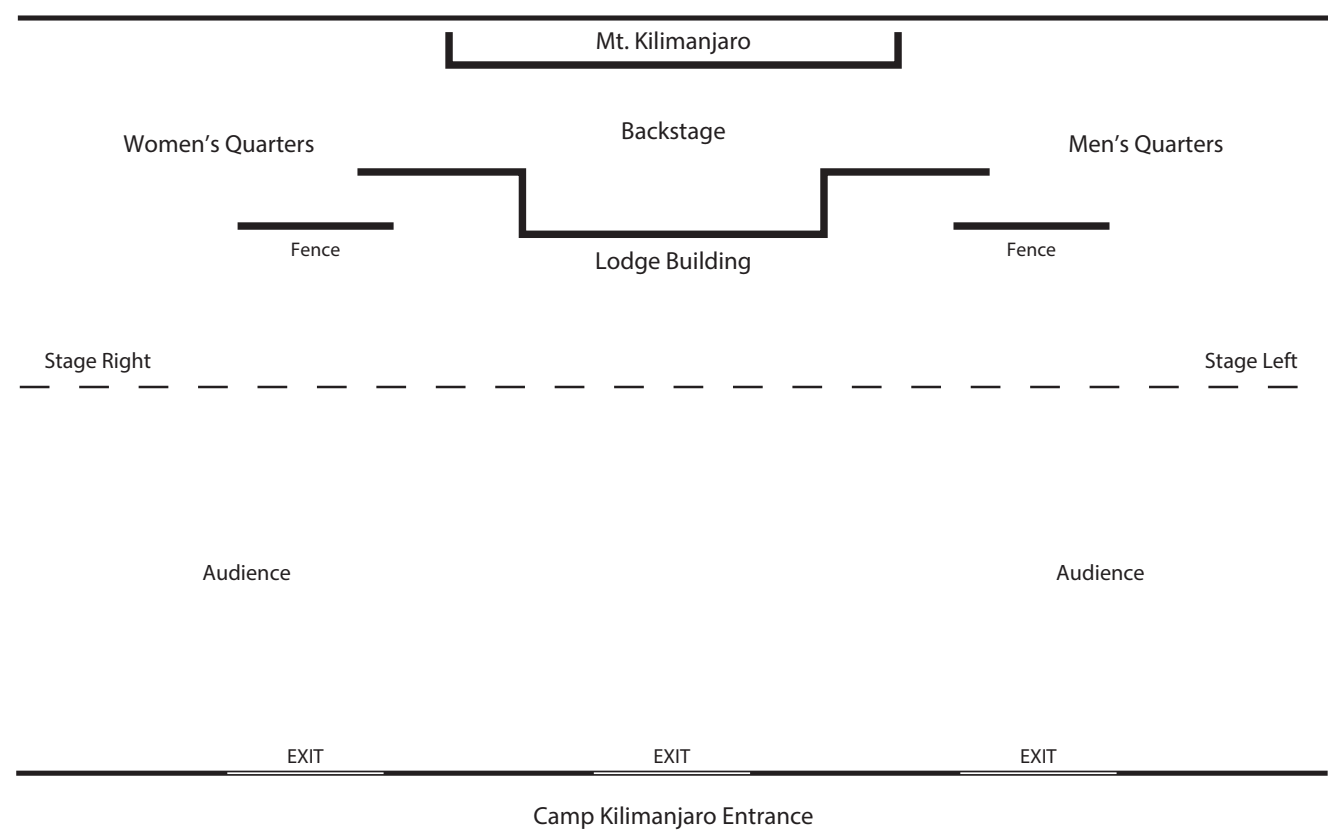 Mt. Kilimanjaro
Backstage
Women's Quarters
Men's Quarters
Fence
Fence
Lodge Building
Stage Right
Stage Left
Audience
Audience
EXIT
EXIT
EXIT
Camp Kilimanjaro Entrance